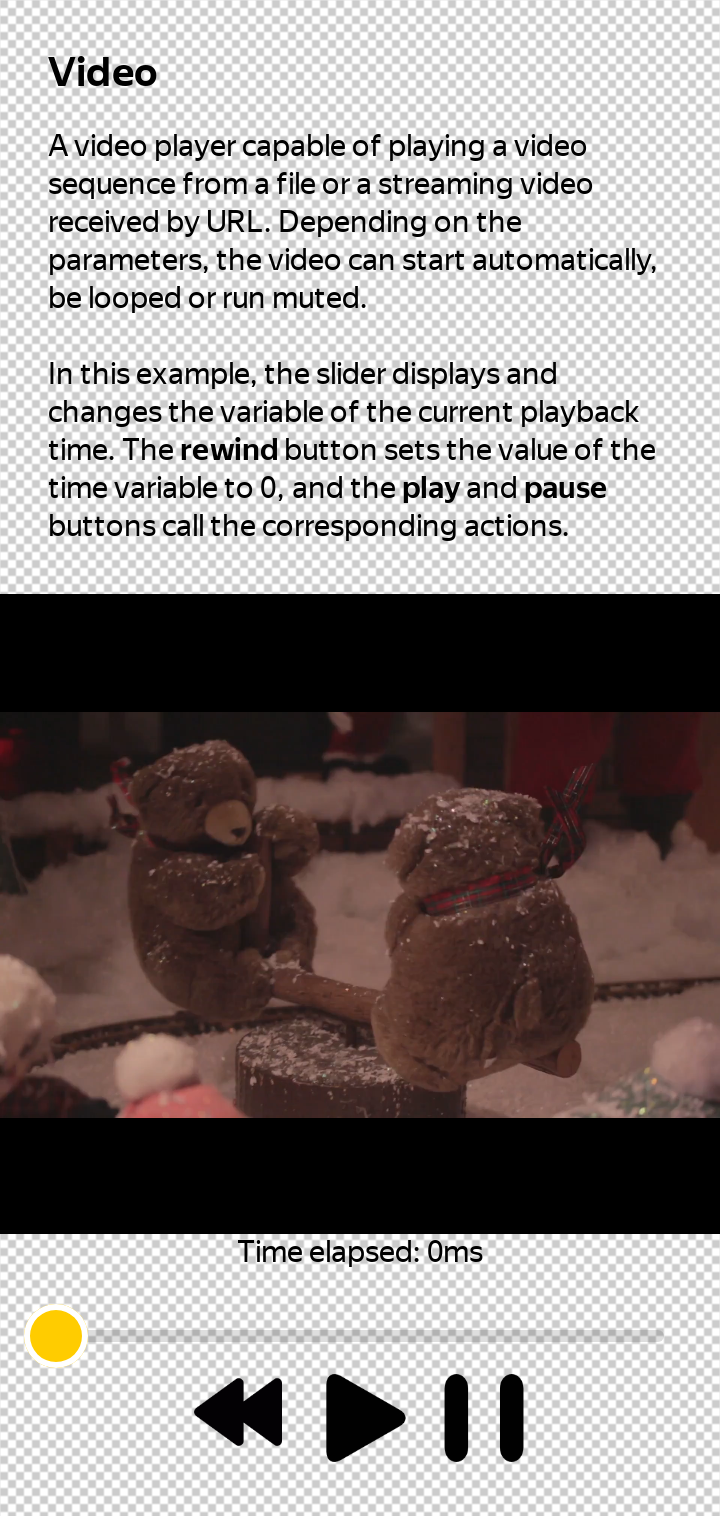 Video
A video player capable of playing a video
sequence from a file or a streaming video
received by URL. Depending on the
parameters, the video can start automatically,
be looped or run muted.
In this example, the slider displays and
changes the variable of the current playback
time. The rewind button sets the value of the
time variable to 0, and the play and pause
buttons call the corresponding actions.
Time elapsed: 0ms